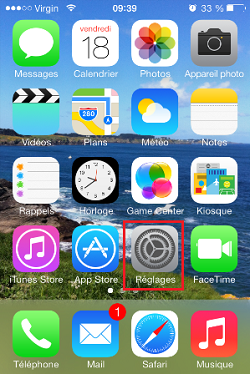 ●●○○○ Virgin 09:39 33 %
vendredi
18
Messages Calendrier Photos Appareil photo
280
Vidéos Plans Météo Notes
Rappels Horloge Game Center Kiosque
iTunes Store App Store Réglages FaceTime
1
Téléphone Mail Safari Musique